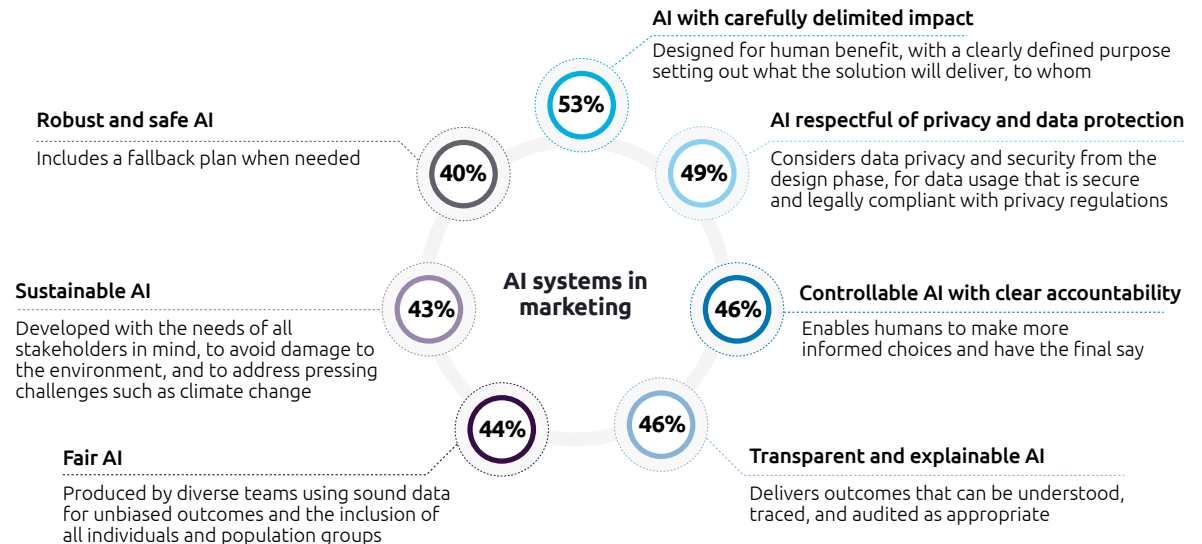 AI with carefully delimited impact
Designed for human benefit, with a clearly defined purpose
setting out what the solution will deliver, to whom
53%
AI respectful of privacy and data protection
Considers data privacy and security from the
design phase, for data usage that is secure
and legally compliant with privacy regulations
49%
Controllable AI with clear accountability
Enables humans to make more
informed choices and have the final say
46%
Transparent and explainable AI
Delivers outcomes that can be understood,
traced, and audited as appropriate
46%
Fair AI
Produced by diverse teams using sound data
for unbiased outcomes and the inclusion of
all individuals and population groups
44%
Sustainable AI
Developed with the needs of all
stakeholders in mind, to avoid damage to
the environment, and to address pressing
challenges such as climate change
43%
Robust and safe AI
Includes a fallback plan when needed
40%
AI systems in
marketing